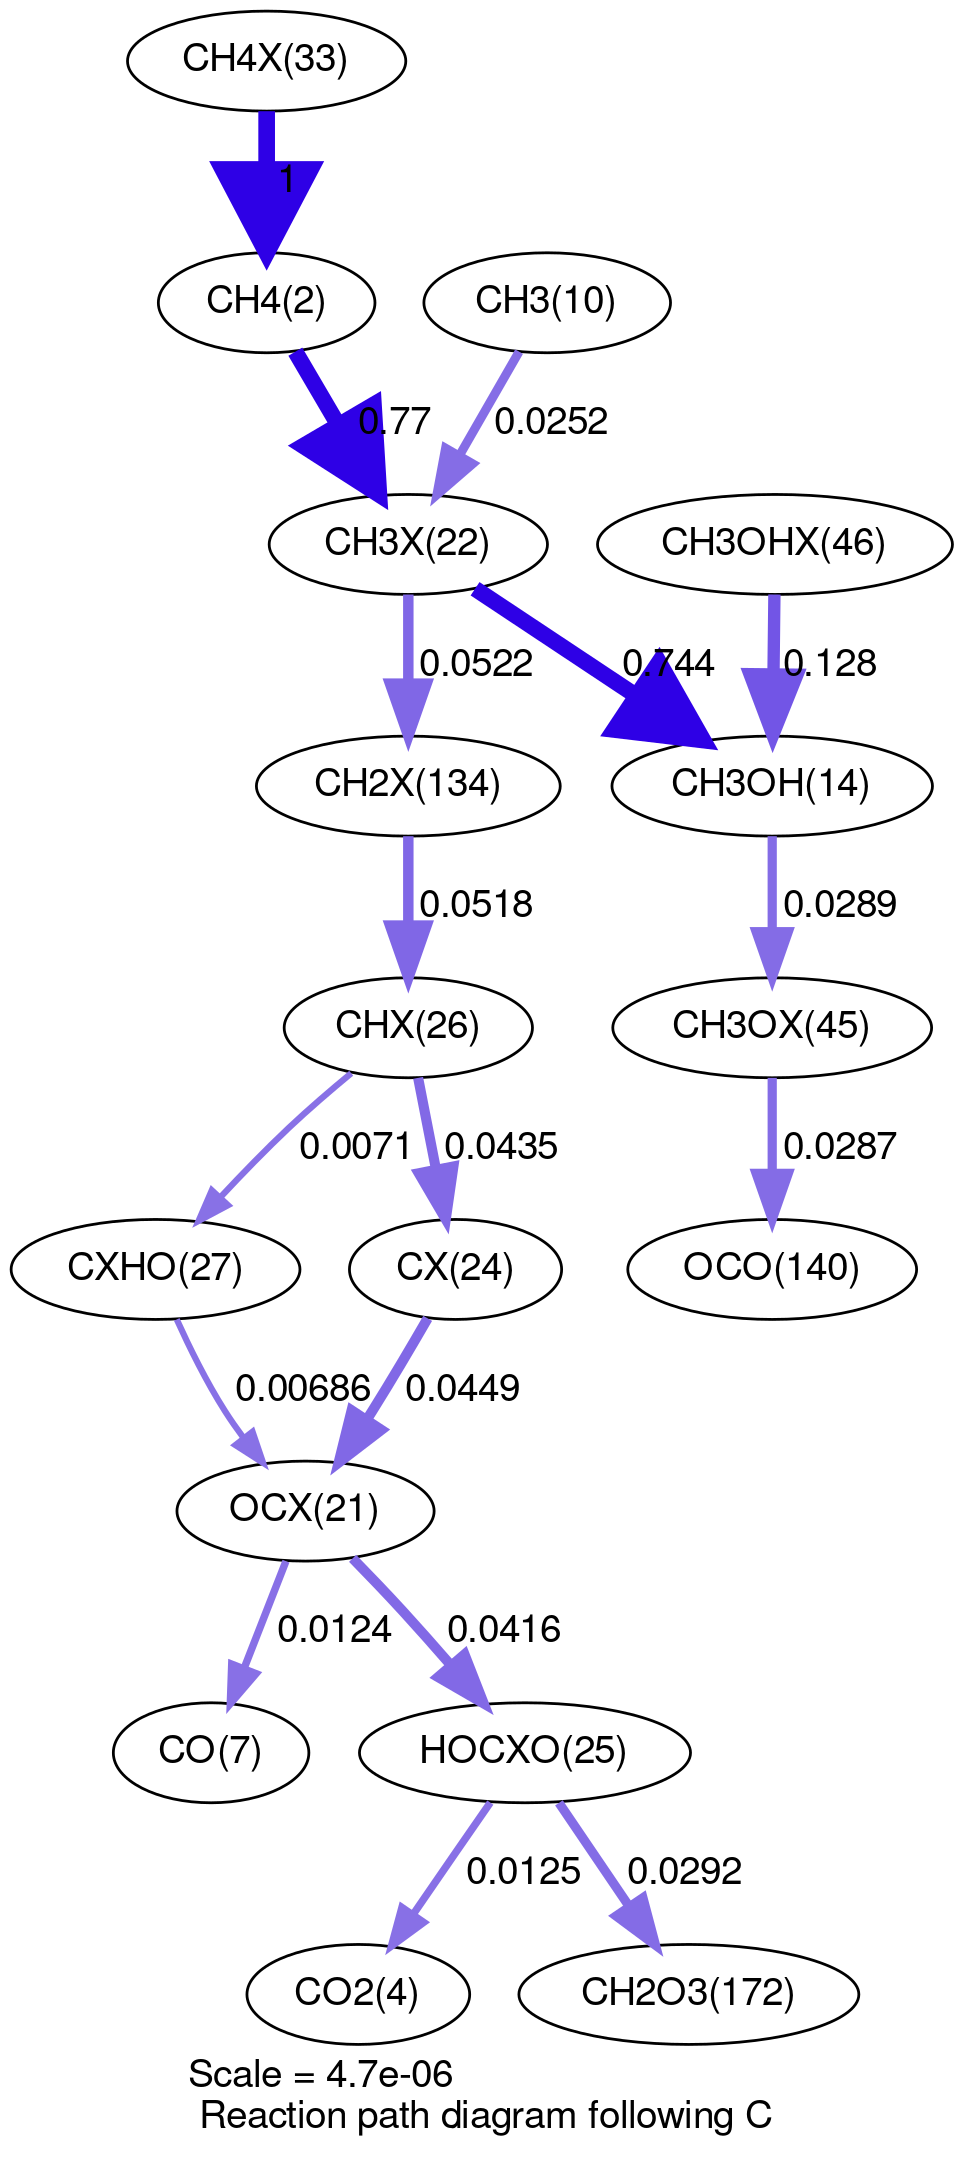 CH4X(33)
1
CH4(2)
CH3(10)
0.77
0.0252
CH3X(22)
CH3OHX(46)
0.0522
0.744
0.128
CH2X(134)
CH3OH(14)
0.0518
0.0289
CHX(26)
CH3OX(45)
0.0071
0.0435
0.0287
CXHO(27)
CX(24)
OCO(140)
0.00686
0.0449
OCX(21)
0.0124
0.0416
CO(7)
HOCXO(25)
0.0125
0.0292
CO2(4)
CH2O3(172)
Scale = 4.7e-06
Reaction path diagram following C